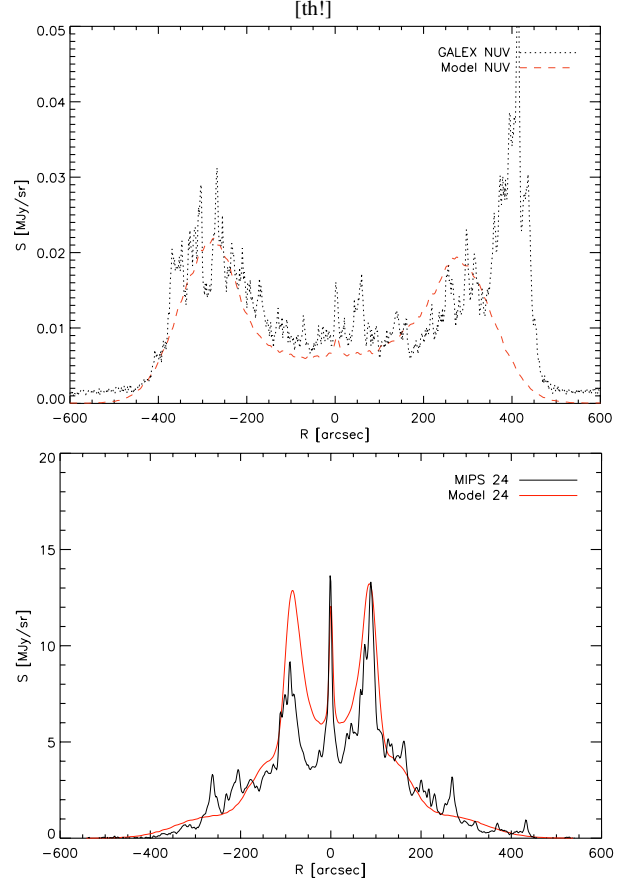 [th!]
0.05
0.04
0.03
0.02
0.01
0.00
S [MJy/sr]
GALEX NUV
Model NUV
−600 −400 −200 0 200 400 600
R [arcsec]
20
15
10
5
0
S [MJy/sr]
MIPS 24
Model 24
−600 −400 −200 0 200 400 600
R [arcsec]